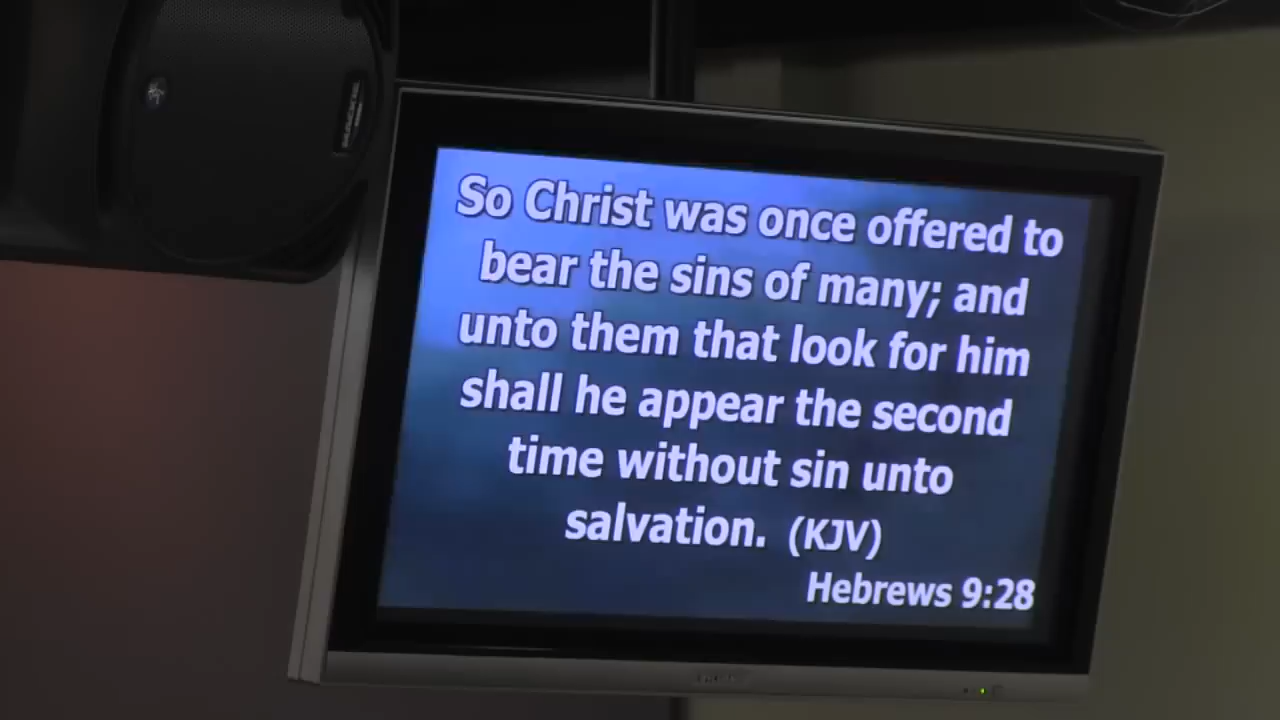 MACKIE
So Christ was once offered to
bear the sins of many; and
unto them that look for him
shall he appear the second
time without sin unto
salvation. (KJV)
Hebrews 9:28